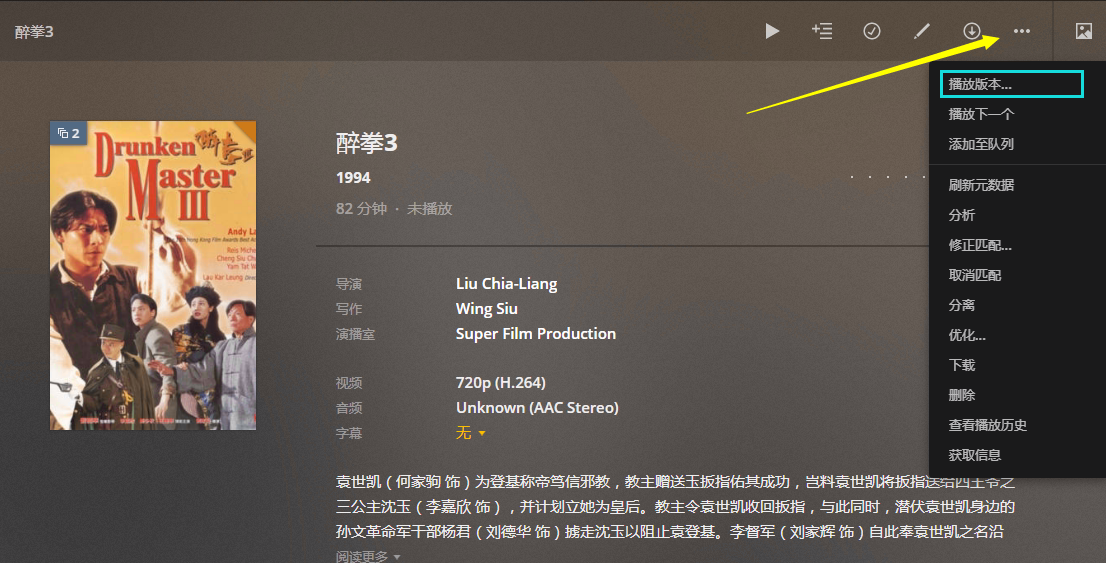 醉拳3
播放版本...
播放下一个
添加至队列
刷新元数据
分析
修正匹配...
取消匹配
分离
优化...
下载
删除
查看播放历史
获取信息
2
Drunken
Master
III
醉拳3
1994
82 分钟 · 未播放
导演 Liu Chia-Liang
写作 Wing Siu
演播室 Super Film Production
视频 720p (H.264)
音频 Unknown (AAC Stereo)
字幕 无
袁世凯（何家驹 饰）为登基称帝笃信邪教，教主赠送玉扳指佑其成功，岂料袁世凯将扳指送给四王爷之
三公主沈玉（李嘉欣 饰），并计划立她为皇后。教主令袁世凯收回扳指，与此同时，潜伏袁世凯身边的
孙文革命军干部杨君（刘德华 饰）掳走沈玉以阻止袁登基。李督军（刘家辉 饰）自此奉袁世凯之名沿
阅读更多